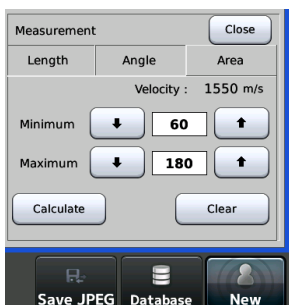 Measurement Close
Length Angle Area
Velocity : 1550 m/s
Minimum 60
Maximum 180
Calculate Clear
Save JPEG Database New